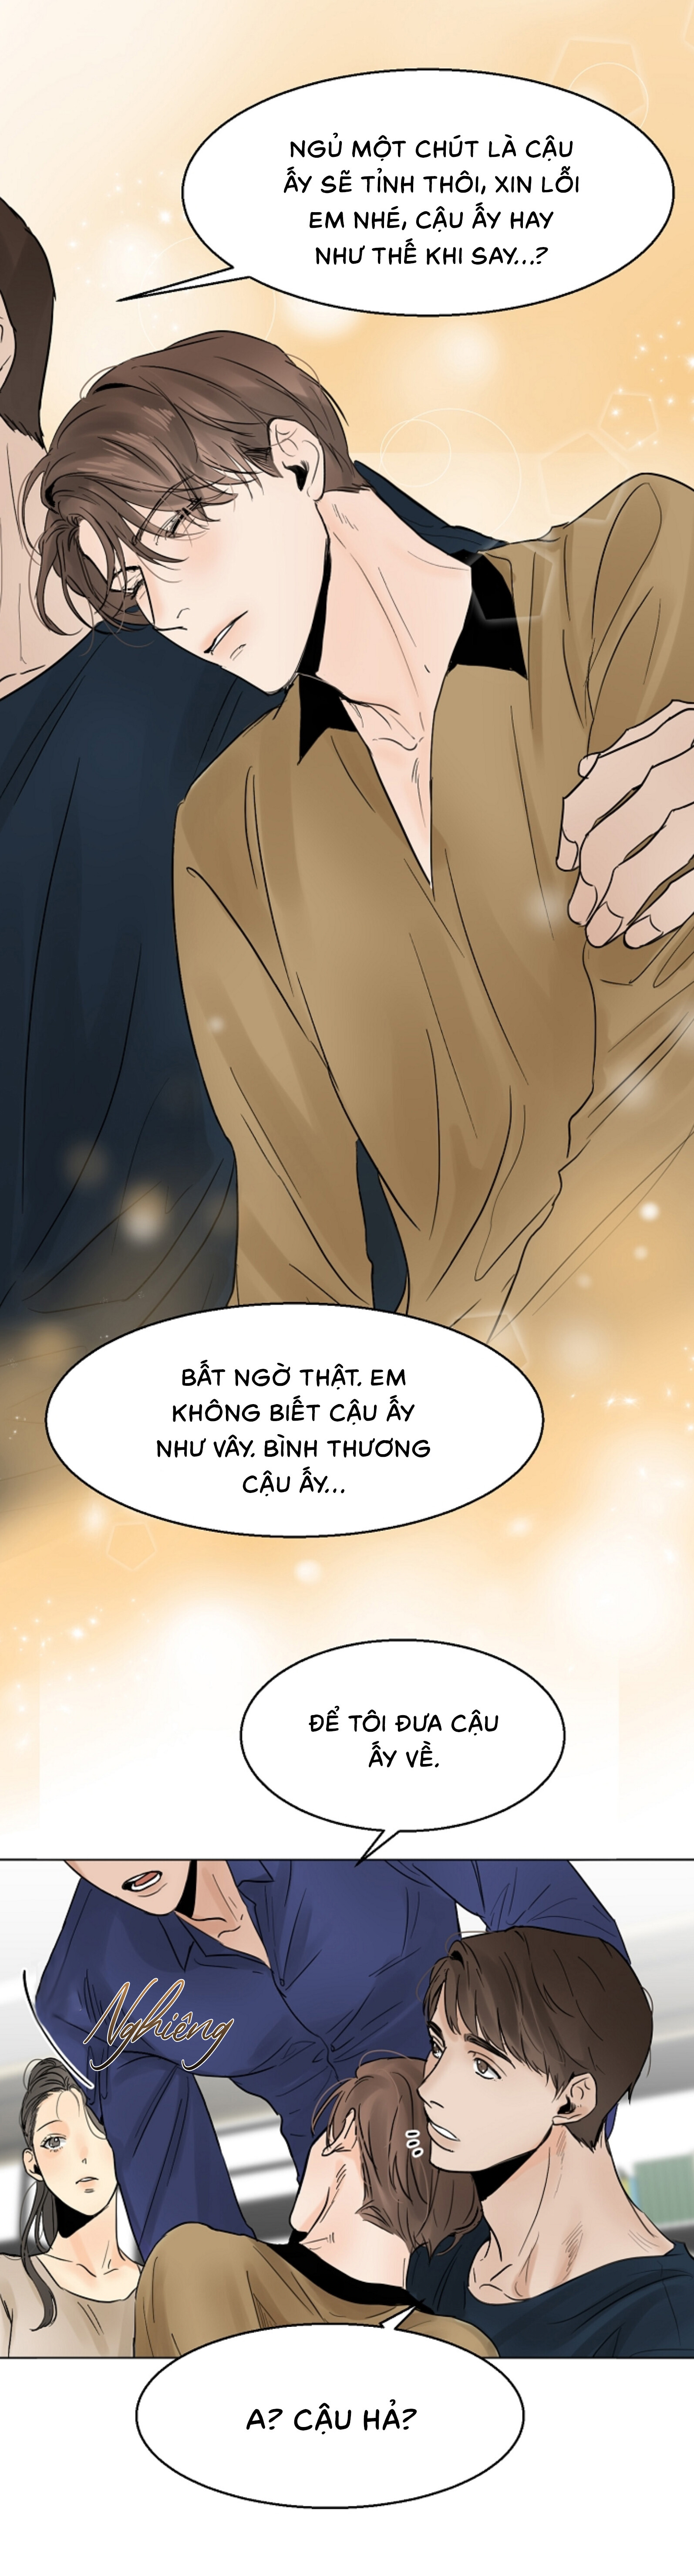 NGỦ MỘT CHÚT LÀ CẬU
ẤY SẼ TỈNH THÔI, XIN LỖI
EM NHÉ, CẬU ẤY HAY
NHƯ THẾ KHI SAY...?
BẤT NGỜ THẬT. EM
KHÔNG BIẾT CẬU ẤY
NHƯ VÂY. BÌNH THƯƠNG
CẬU ẤY...
ĐỂ TÔI ĐƯA CẬU
ẤY VỀ.
Nghiêng
A? CẬU HẢ?